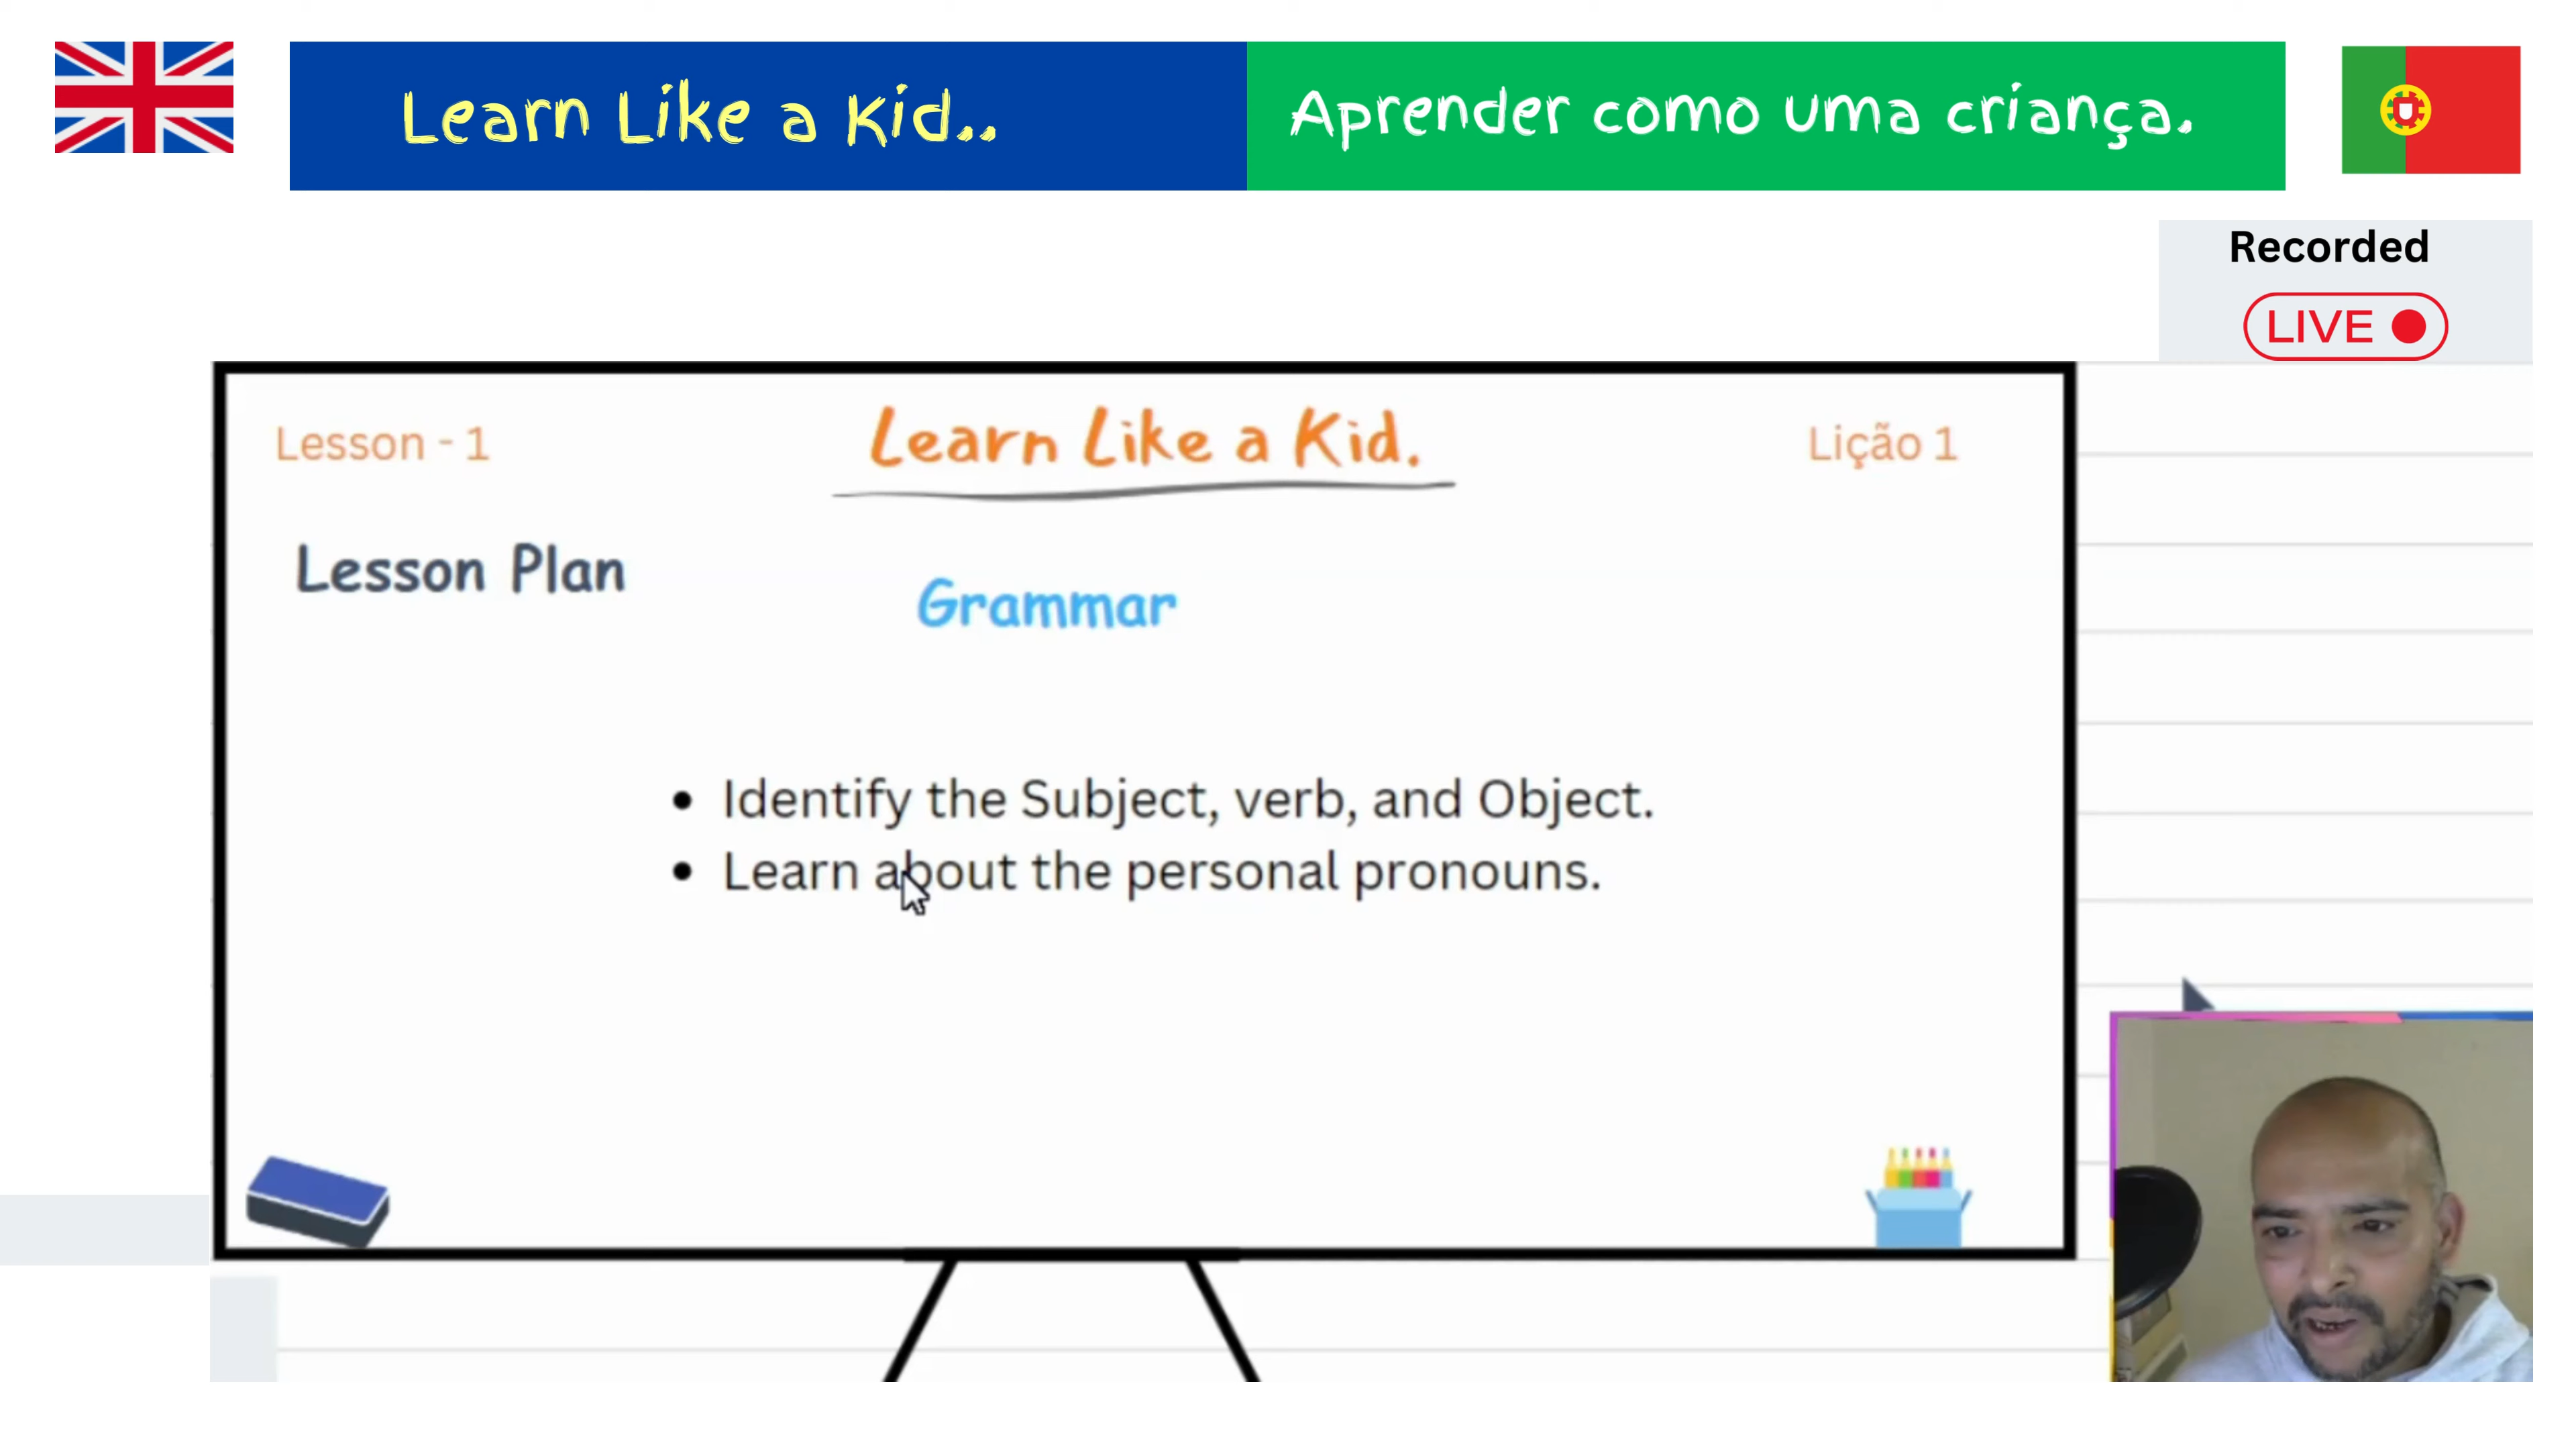 Learn Like a Kid..
Aprender como uma criança.
Recorded
LIVE
Lesson - 1
Learn Like a Kid.
Lição 1
Lesson Plan
Grammar
• Identify the Subject, verb, and Object.
• Learn about the personal pronouns.